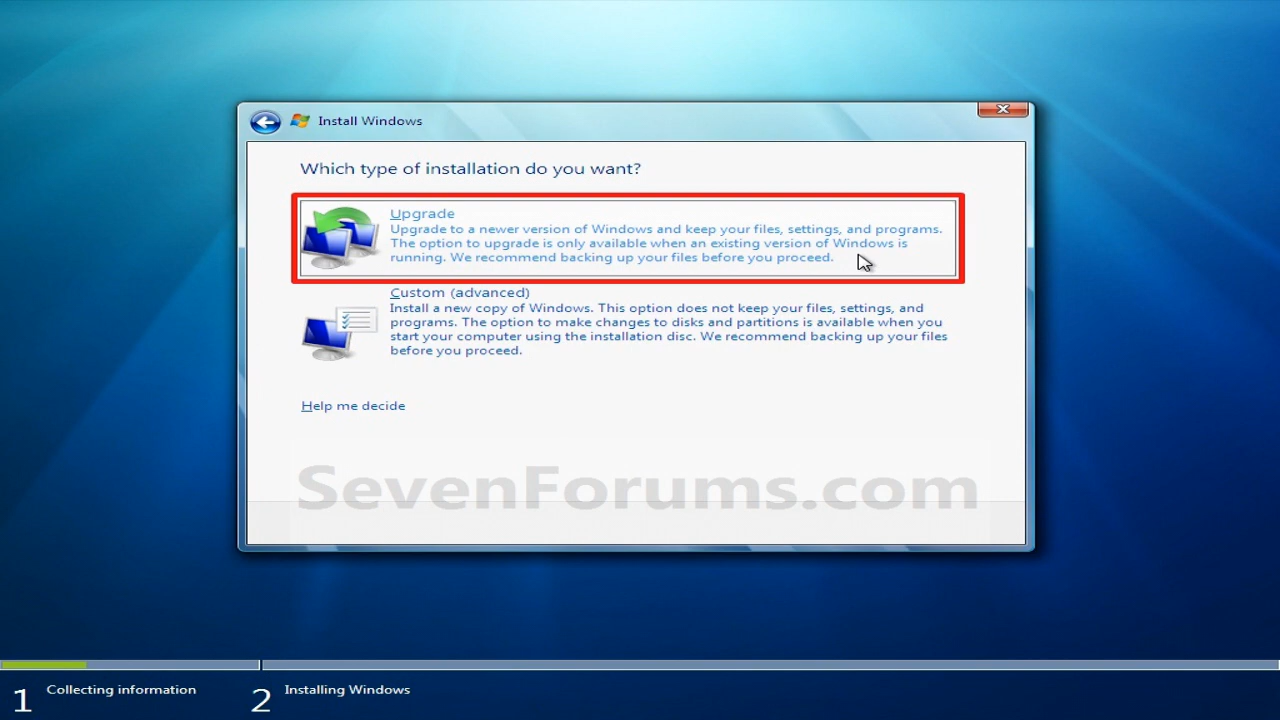 Install Windows
Which type of installation do you want?
Upgrade
Upgrade to a newer version of Windows and keep your files, settings, and programs.
The option to upgrade is only available when an existing version of Windows is
running. We recommend backing up your files before you proceed.
Custom (advanced)
Install a new copy of Windows. This option does not keep your files, settings, and
programs. The option to make changes to disks and partitions is available when you
start your computer using the installation disc. We recommend backing up your files
before you proceed.
Help me decide
SevenForums.com
1 Collecting information 2 Installing Windows